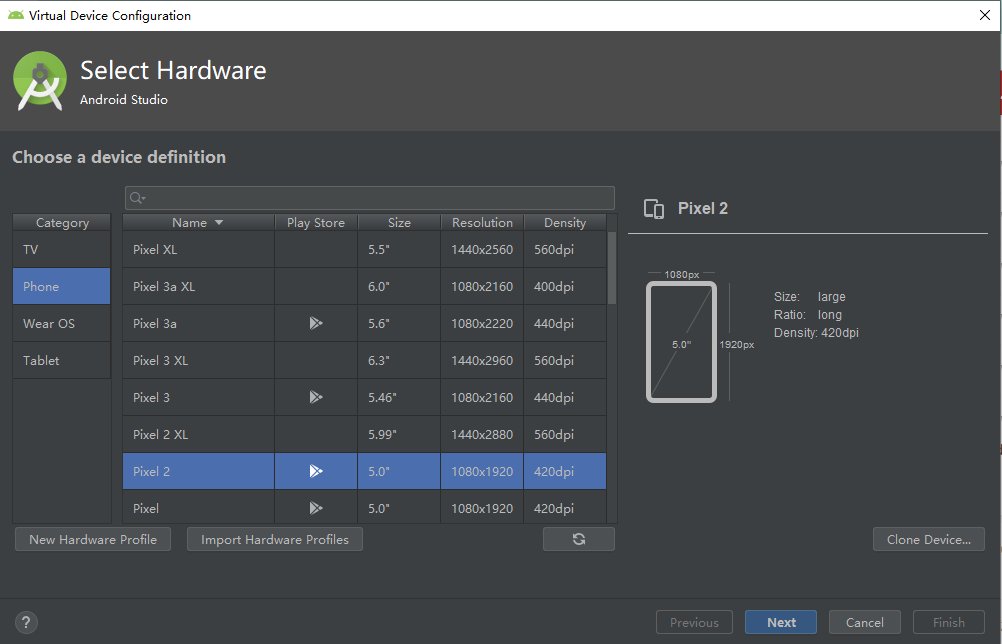 Virtual Device Configuration
Select Hardware
Android Studio
Choose a device definition
Category
TV
Phone
Wear OS
Tablet
Name Play Store Size Resolution Density
Pixel XL 5.5" 1440x2560 560dpi
Pixel 3a XL 6.0" 1080x2160 400dpi
Pixel 3a 5.6" 1080x2220 440dpi
Pixel 3 XL 6.3" 1440x2960 560dpi
Pixel 3 5.46" 1080x2160 440dpi
Pixel 2 XL 5.99" 1440x2880 560dpi
Pixel 2 5.0" 1080x1920 420dpi
Pixel 5.0" 1080x1920 420dpi
New Hardware Profile Import Hardware Profiles
Pixel 2
1080px
5.0"
1920px
Size: large
Ratio: long
Density: 420dpi
Clone Device...
? Previous Next Cancel Finish